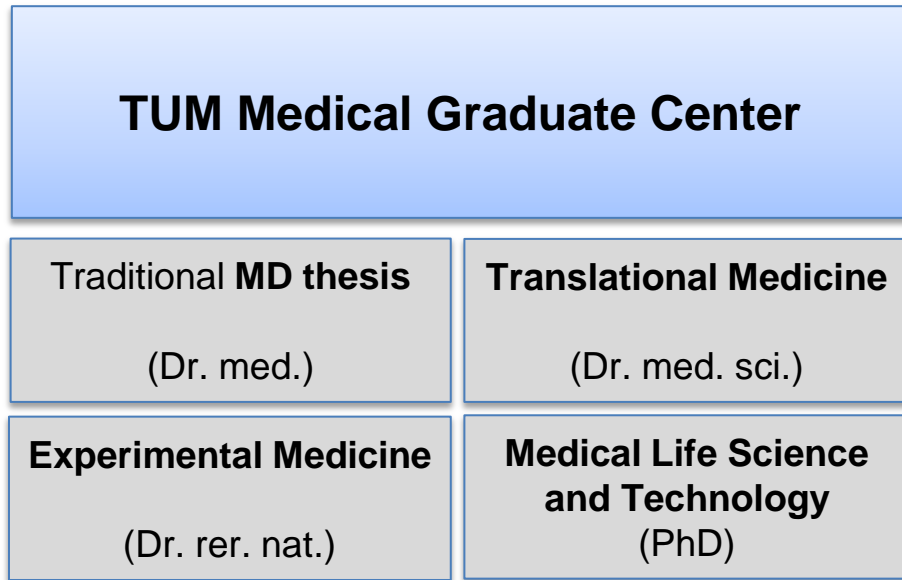 TUM Medical Graduate Center
Traditional MD thesis
(Dr. med.)
Translational Medicine
(Dr. med. sci.)
Experimental Medicine
(Dr. rer. nat.)
Medical Life Science
and Technology
(PhD)